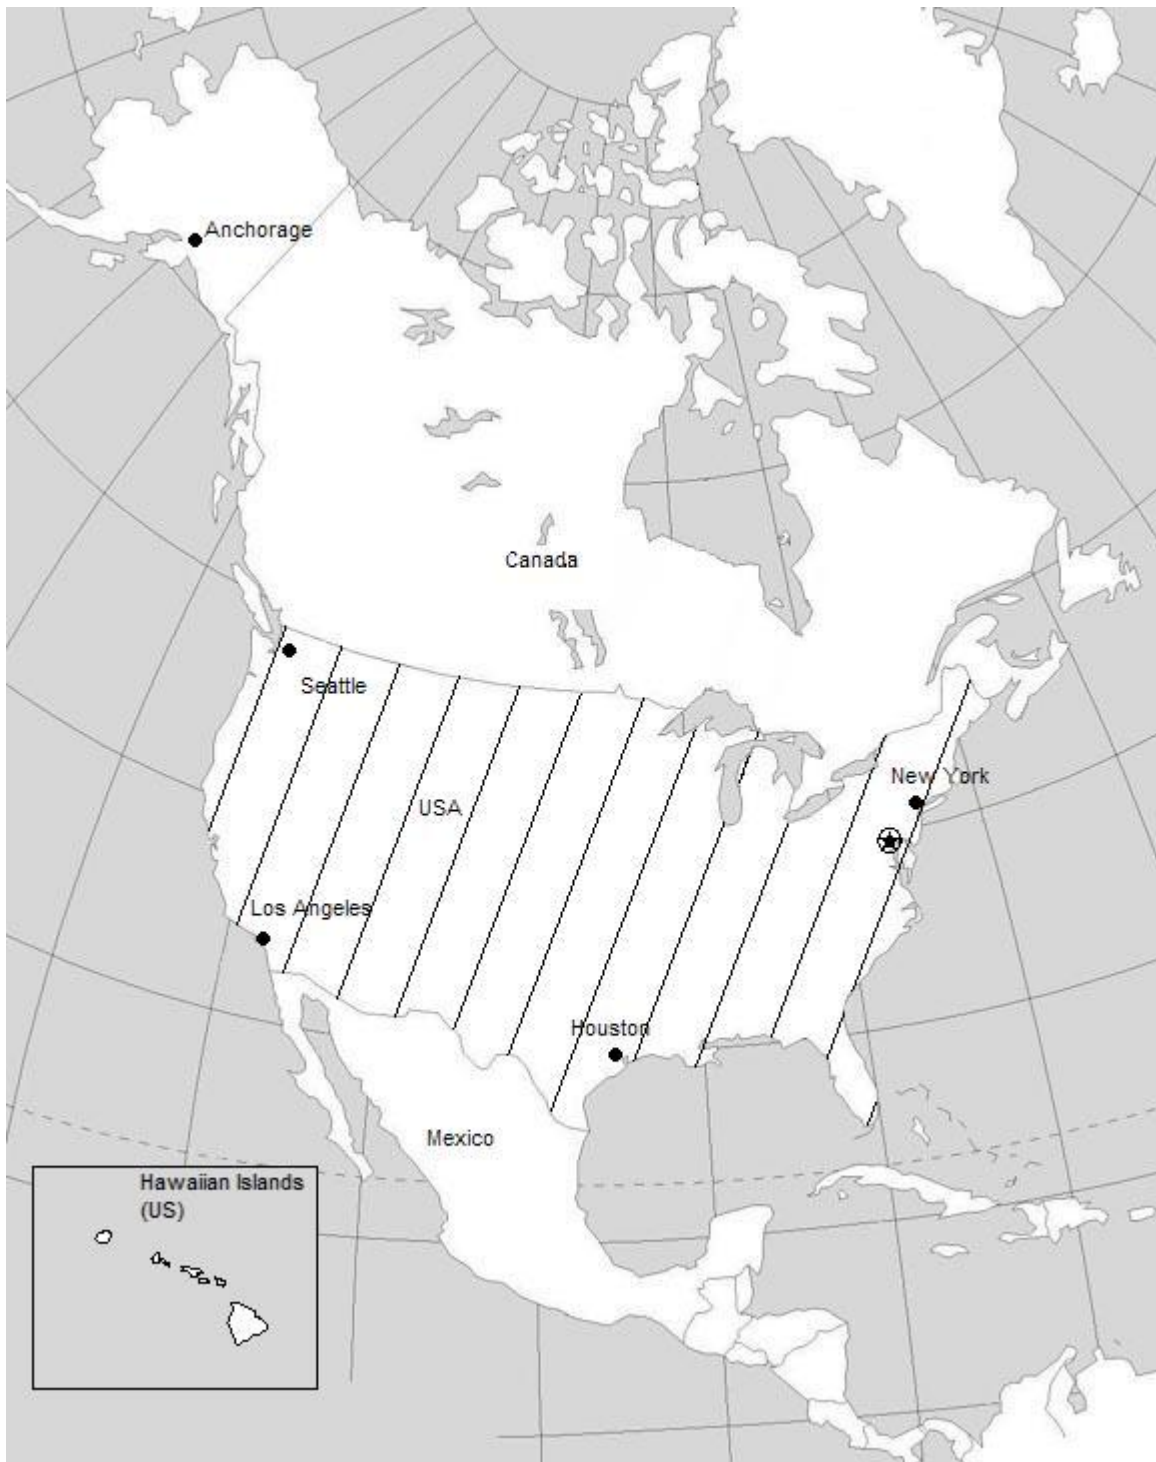 Anchorage
Canada
Seattle
New York
USA
Los Angeles
Houston
Mexico
Hawaiian Islands
(US)